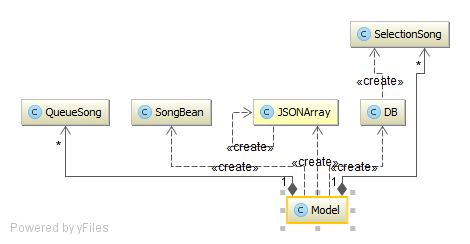 C SelectionSong
*
«create»
C QueueSong
C SongBean
C JSONArray
C DB
*
«create»
«create»
«create»
«create»
1
1
C Model
Powered by yFiles